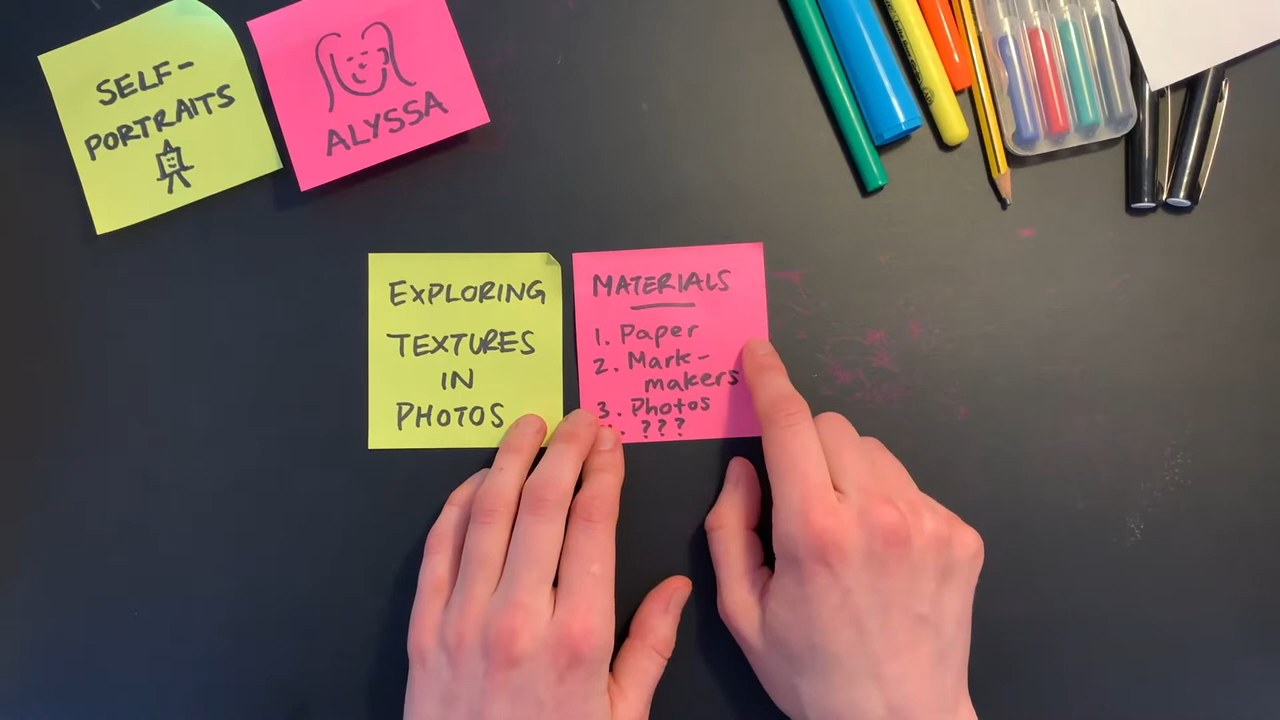 SELF-
PORTRAITS
ALYSSA
EXPLORING
TEXTURES
IN
PHOTOS
MATERIALS
1. Paper
2. Mark-
makers
3. Photos
. ???